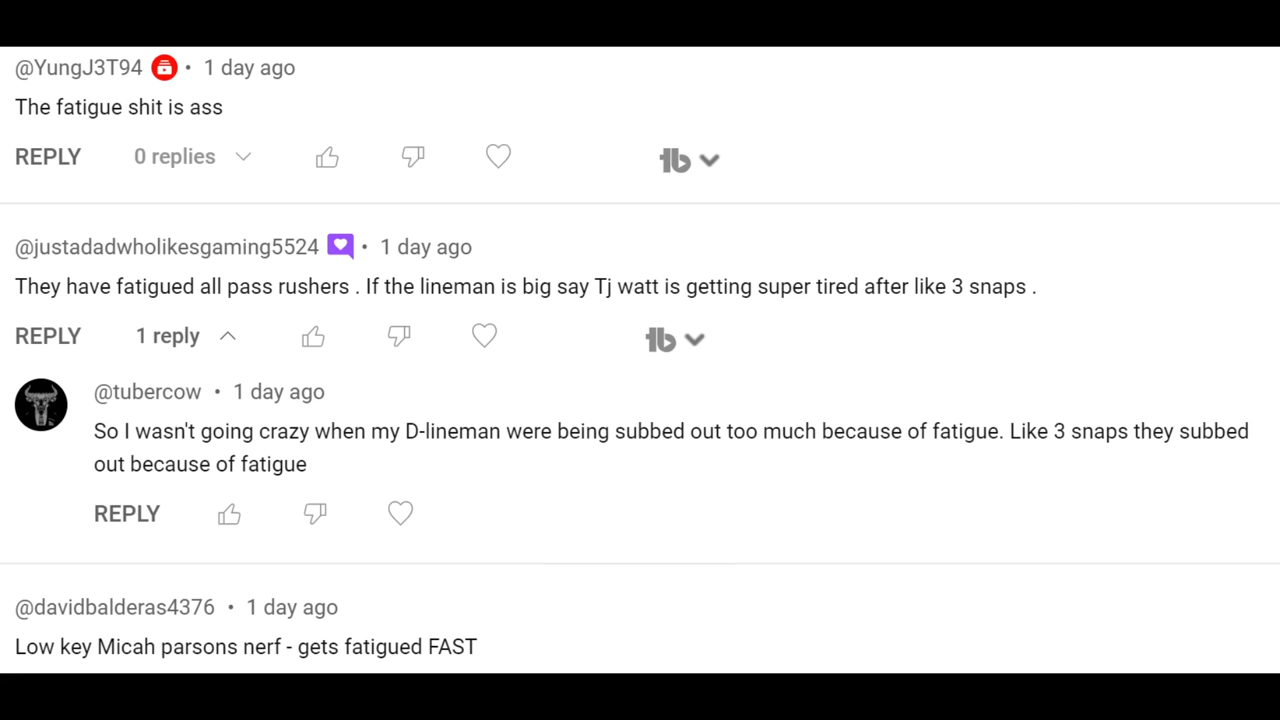 @YungJ3T94 • 1 day ago
The fatigue shit is ass
REPLY 0 replies
tb
@justadadwholikesgaming5524 • 1 day ago
They have fatigued all pass rushers . If the lineman is big say Tj watt is getting super tired after like 3 snaps .
REPLY 1 reply
tb
@tubercow • 1 day ago
So I wasn't going crazy when my D-lineman were being subbed out too much because of fatigue. Like 3 snaps they subbed
out because of fatigue
REPLY
@davidbalderas4376 • 1 day ago
Low key Micah parsons nerf - gets fatigued FAST